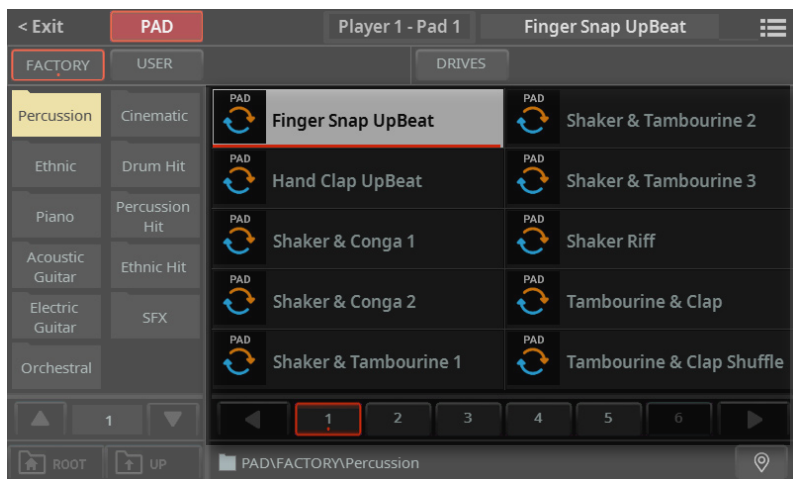 < Exit
PAD
Player 1 - Pad 1
Finger Snap UpBeat
FACTORY
USER
DRIVES
Percussion
Cinematic
Ethnic
Drum Hit
Piano
Percussion
Hit
Acoustic
Guitar
Ethnic Hit
Electric
Guitar
SFX
Orchestral
PAD
Finger Snap UpBeat
PAD
Shaker & Tambourine 2
PAD
Hand Clap UpBeat
PAD
Shaker & Tambourine 3
PAD
Shaker & Conga 1
PAD
Shaker Riff
PAD
Shaker & Conga 2
PAD
Tambourine & Clap
PAD
Shaker & Tambourine 1
PAD
Tambourine & Clap Shuffle
1
1
2
3
4
5
6
ROOT
UP
PAD\FACTORY\Percussion